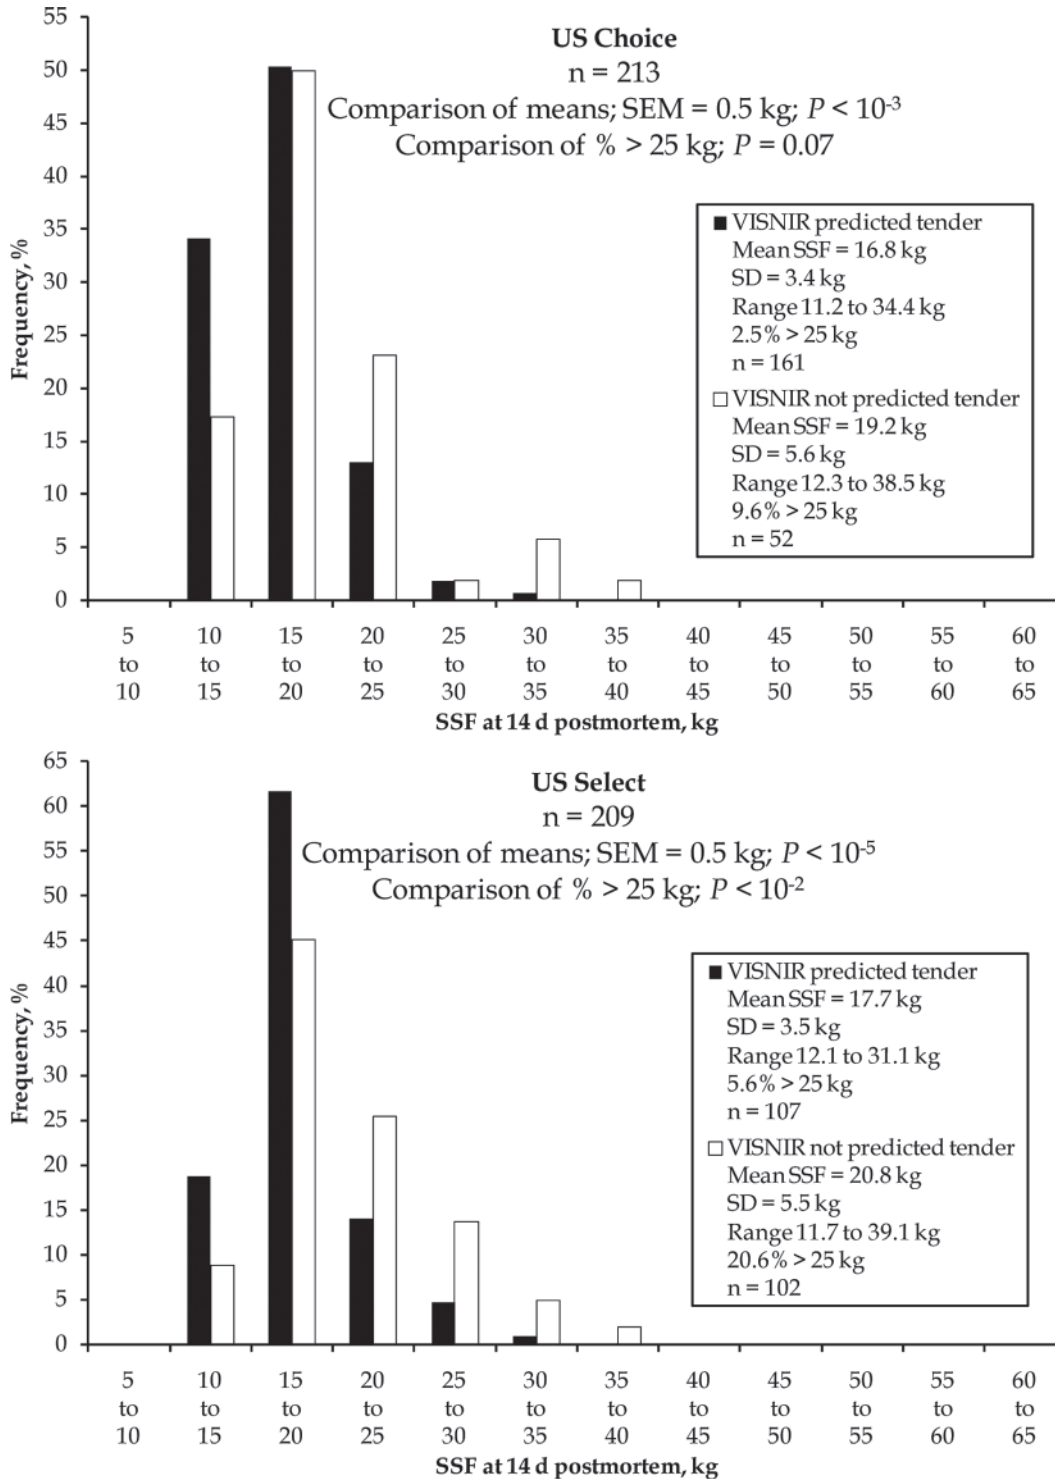 US Choice
n = 213
Comparison of means; SEM = 0.5 kg; P < 10⁻³
Comparison of % > 25 kg; P = 0.07
55
50
45
40
35
30
25
20
15
10
5
0
Frequency, %
■ VISNIR predicted tender
Mean SSF = 16.8 kg
SD = 3.4 kg
Range 11.2 to 34.4 kg
2.5% > 25 kg
n = 161
□ VISNIR not predicted tender
Mean SSF = 19.2 kg
SD = 5.6 kg
Range 12.3 to 38.5 kg
9.6% > 25 kg
n = 52
5 10 15 20 25 30 35 40 45 50 55 60
to to to to to to to to to to to to
10 15 20 25 30 35 40 45 50 55 60 65
SSF at 14 d postmortem, kg
US Select
n = 209
Comparison of means; SEM = 0.5 kg; P < 10⁻⁵
Comparison of % > 25 kg; P < 10⁻²
65
60
55
50
45
40
35
30
25
20
15
10
5
0
Frequency, %
■ VISNIR predicted tender
Mean SSF = 17.7 kg
SD = 3.5 kg
Range 12.1 to 31.1 kg
5.6% > 25 kg
n = 107
□ VISNIR not predicted tender
Mean SSF = 20.8 kg
SD = 5.5 kg
Range 11.7 to 39.1 kg
20.6% > 25 kg
n = 102
5 10 15 20 25 30 35 40 45 50 55 60
to to to to to to to to to to to to
10 15 20 25 30 35 40 45 50 55 60 65
SSF at 14 d postmortem, kg